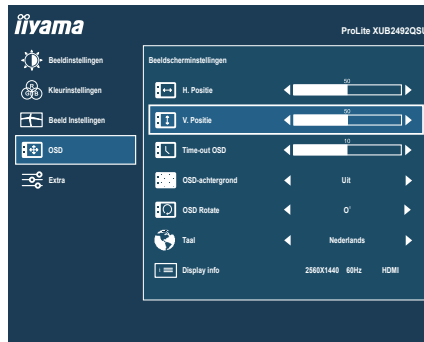 iiyama
ProLite XUB2492QSU
Beeldinstellingen
Kleurinstellingen
Beeld Instellingen
OSD
Extra
Beeldscherminstellingen
H. Positie 50
V. Positie 50
Time-out OSD 10
OSD-achtergrond Uit
OSD Rotate O°
Taal Nederlands
Display info 2560X1440 60Hz HDMI